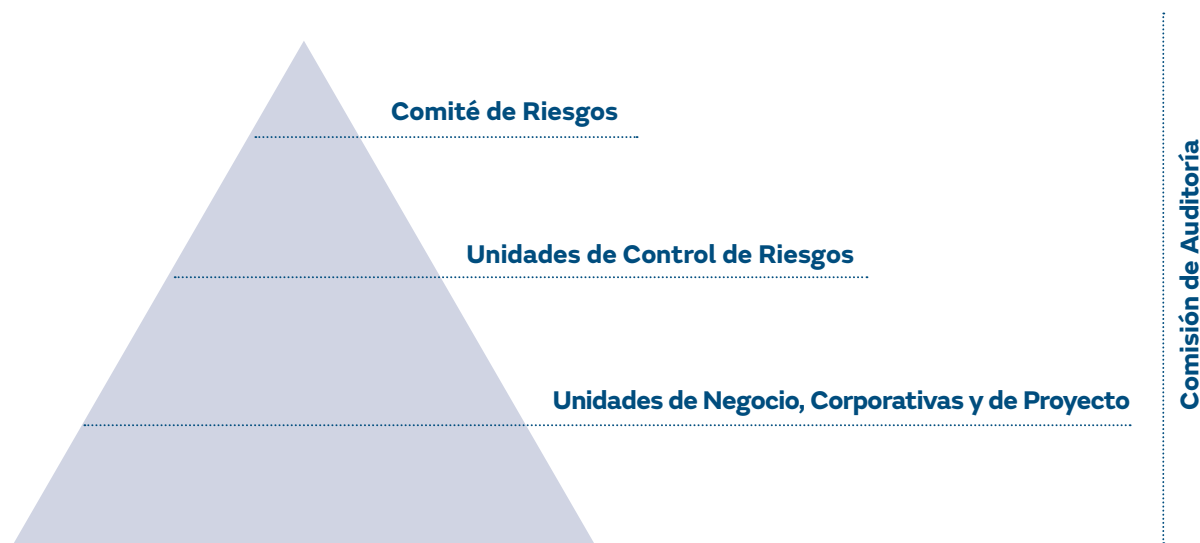 Comité de Riesgos
Unidades de Control de Riesgos
Unidades de Negocio, Corporativas y de Proyecto
Comisión de Auditoría